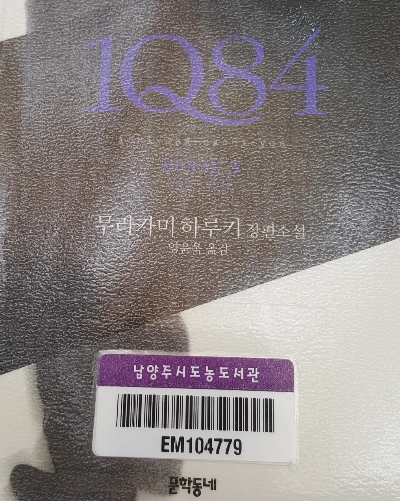 1Q84
무라카미 하루키 장편소설
양윤옥 옮김
남양주시도농도서관
EM104779
문학동네